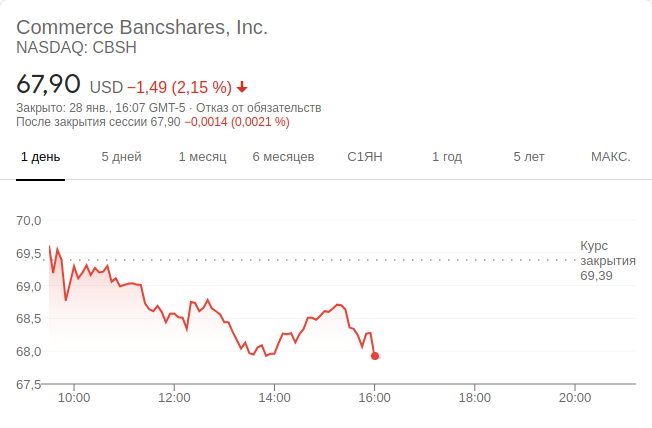 Commerce Bancshares, Inc.
NASDAQ: CBSH
67,90 USD −1,49 (2,15 %)
Закрыто: 28 янв., 16:07 GMT-5 · Отказ от обязательств
После закрытия сессии 67,90 −0,0014 (0,0021 %)
1 день 5 дней 1 месяц 6 месяцев С1ЯН 1 год 5 лет МАКС.
70,0
69,5
69,0
68,5
68,0
67,5
Курс
закрытия
69,39
10:00 12:00 14:00 16:00 18:00 20:00